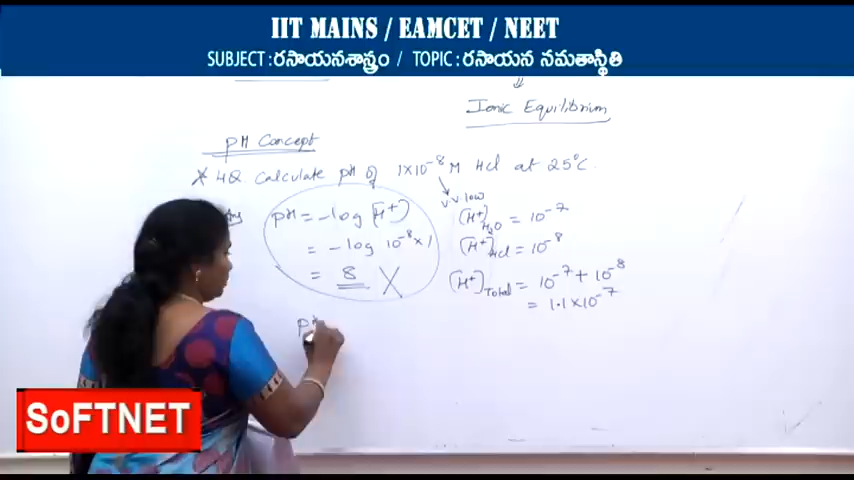 IIT MAINS / EAMCET / NEET
SUBJECT : రసాయనశాస్త్రం / TOPIC : రసాయన సమతాస్థితి
Ionic Equilibrium
pH Concept
4Q. Calculate pH of 1×10⁻⁸ M Hcl at 25°C.
v.v.low
pH = -log [H⁺]
= -log 10⁻⁸×1
= 8 X
[H⁺]H₂O = 10⁻⁷
[H⁺]Hcl = 10⁻⁸
[H⁺]Total = 10⁻⁷ + 10⁻⁸
= 1.1×10⁻⁷
pH
SoFTNET